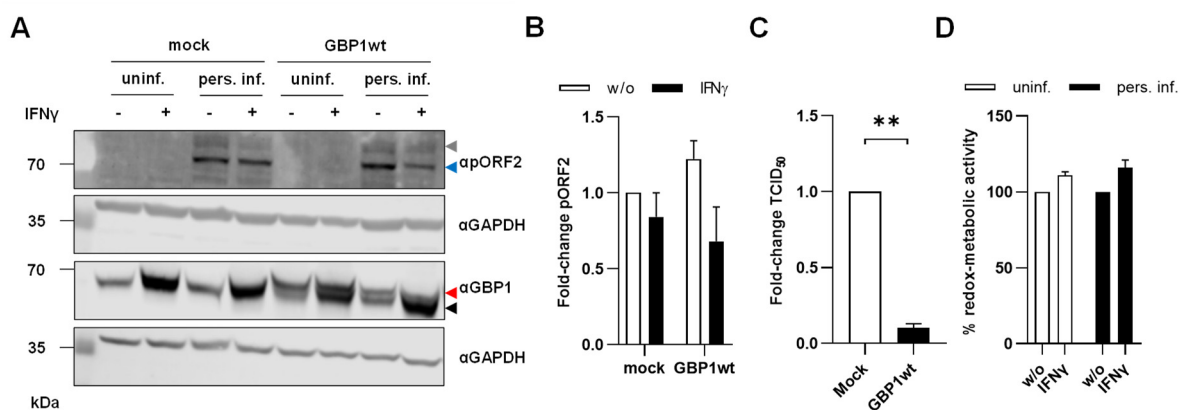 A
mock
GBP1wt
uninf.
pers. inf.
uninf.
pers. inf.
IFNγ
-
+
-
+
-
+
-
+
70
αpORF2
35
αGAPDH
70
αGBP1
35
αGAPDH
kDa
B
w/o
IFNγ
Fold-change pORF2
1.5
1.0
0.5
0.0
mock
GBP1wt
C
Fold-change TCID50
1.5
1.0
0.5
0.0
**
Mock
GBP1wt
D
uninf.
pers. inf.
% redox-metabolic activity
150
100
50
0
w/o
IFNγ
w/o
IFNγ